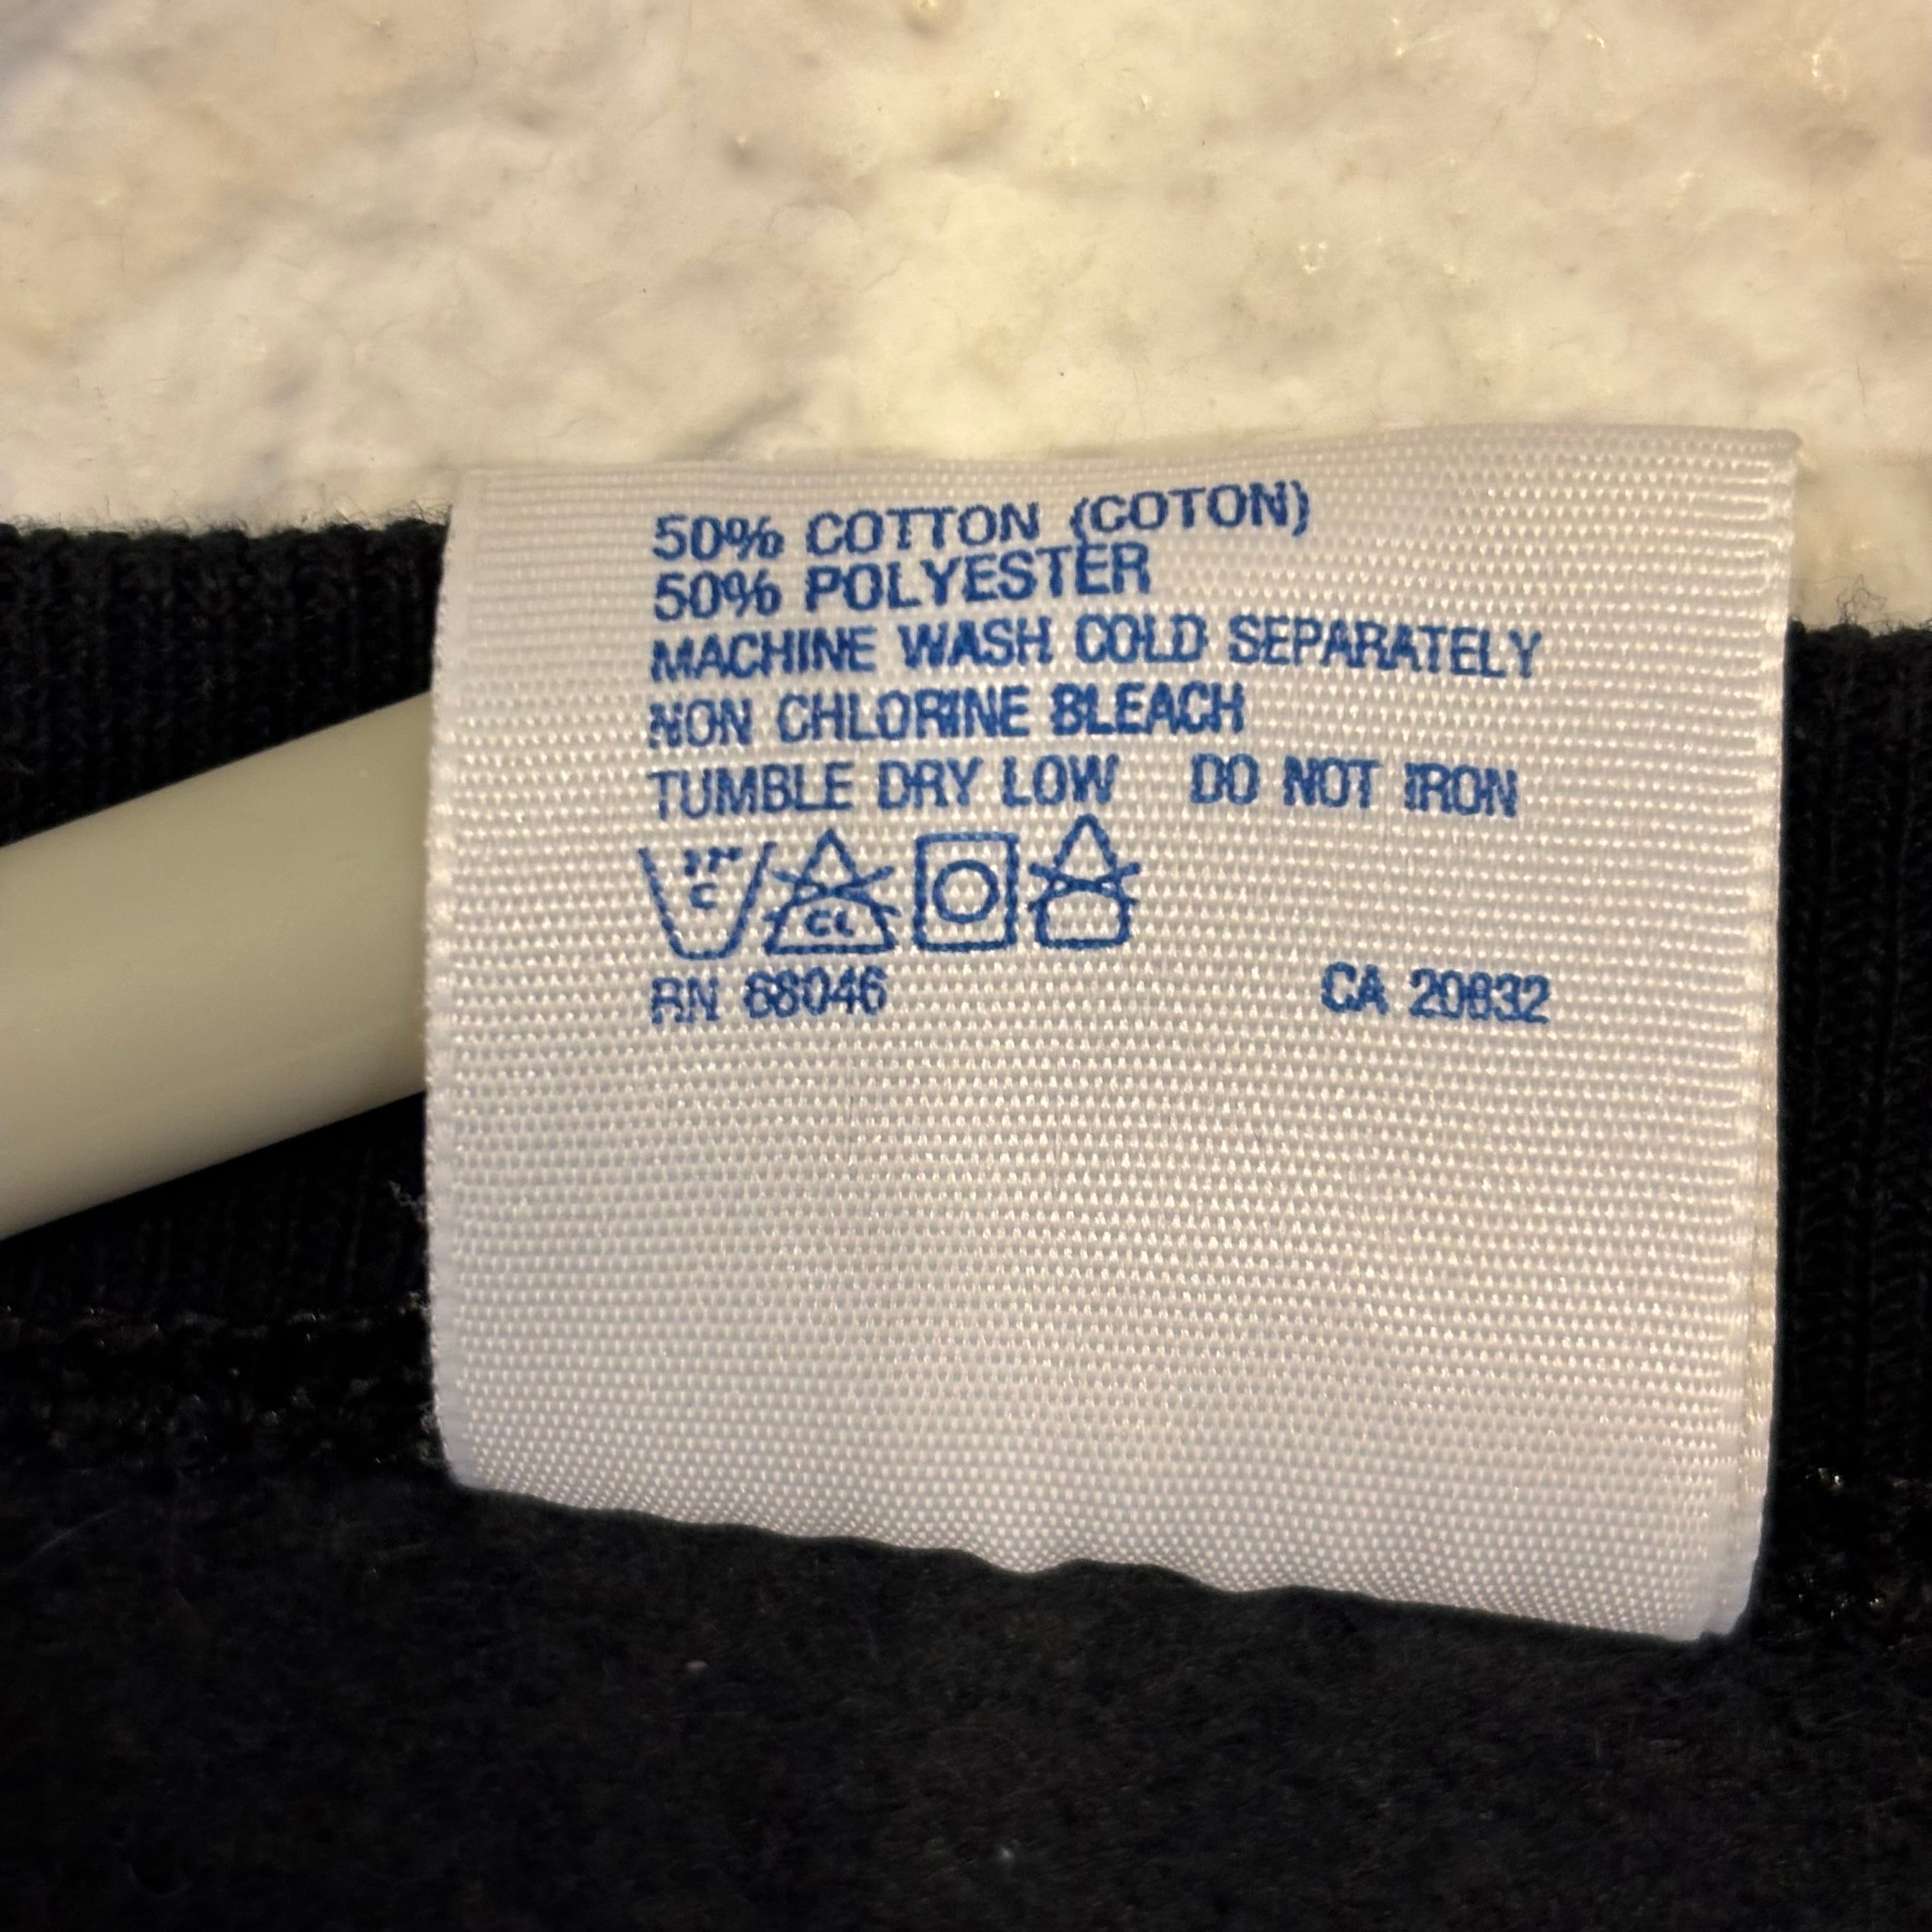 50% COTTON (COTON)
50% POLYESTER
MACHINE WASH COLD SEPARATELY
NON CHLORINE BLEACH
TUMBLE DRY LOW DO NOT IRON
C CL
RN 68046 CA 20832